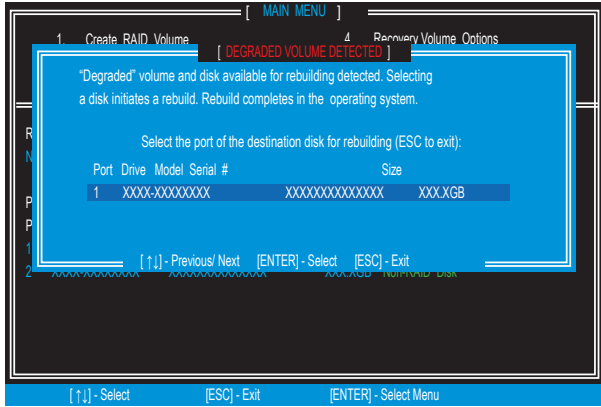 [ MAIN MENU ]
1. Create RAID Volume 4. Recovery Volume Options
[ DEGRADED VOLUME DETECTED ]
“Degraded” volume and disk available for rebuilding detected. Selecting
a disk initiates a rebuild. Rebuild completes in the operating system.
R
N
Select the port of the destination disk for rebuilding (ESC to exit):
Port Drive Model Serial # Size
1 XXXX-XXXXXXXX XXXXXXXXXXXXXX XXX.XGB
P
P
1
[ ↑↓] - Previous/ Next [ENTER] - Select [ESC] - Exit
2 XXXX-XXXXXXXX XXXXXXXXXXXXXX XXX.XGB Non-RAID Disk
[ ↑↓] - Select [ESC] - Exit [ENTER] - Select Menu